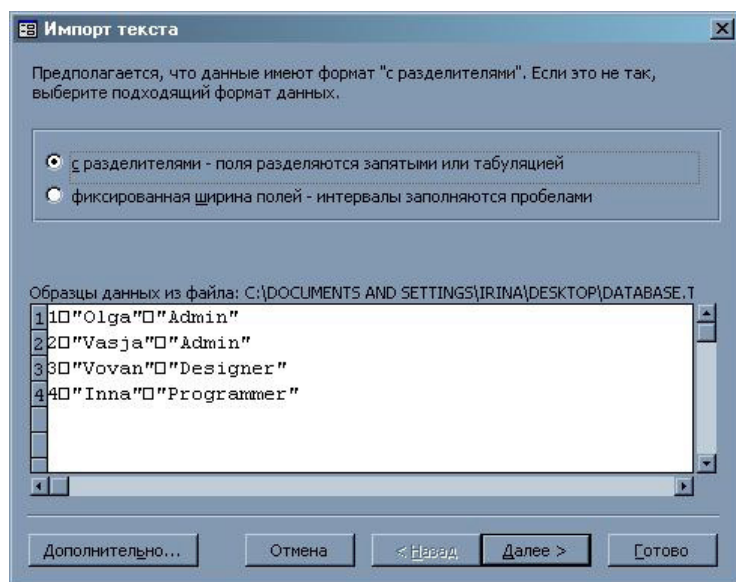 Импорт текста
Предполагается, что данные имеют формат "с разделителями". Если это не так,
выберите подходящий формат данных.
с разделителями - поля разделяются запятыми или табуляцией
фиксированная ширина полей - интервалы заполняются пробелами
Образцы данных из файла: C:\DOCUMENTS AND SETTINGS\IRINA\DESKTOP\DATABASE.T
1 1□"Olga"□"Admin"
2 2□"Vasja"□"Admin"
3 3□"Vovan"□"Designer"
4 4□"Inna"□"Programmer"
Дополнительно... Отмена < Назад Далее > Готово